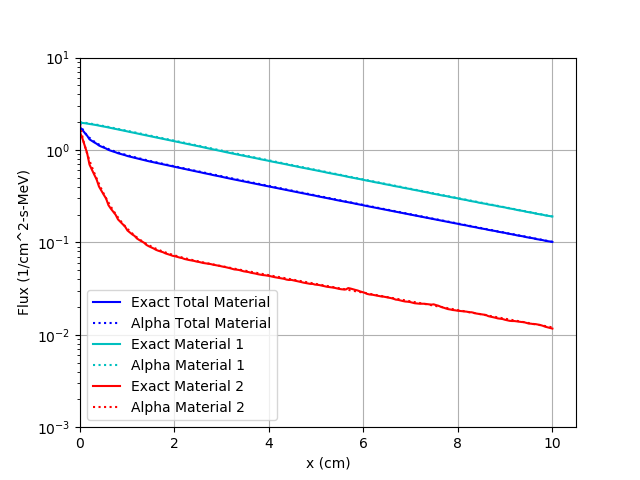 10^1
10^0
10^−1
10^−2
10^−3
Flux (1/cm^2-s-MeV)
Exact Total Material
Alpha Total Material
Exact Material 1
Alpha Material 1
Exact Material 2
Alpha Material 2
0 2 4 6 8 10
x (cm)